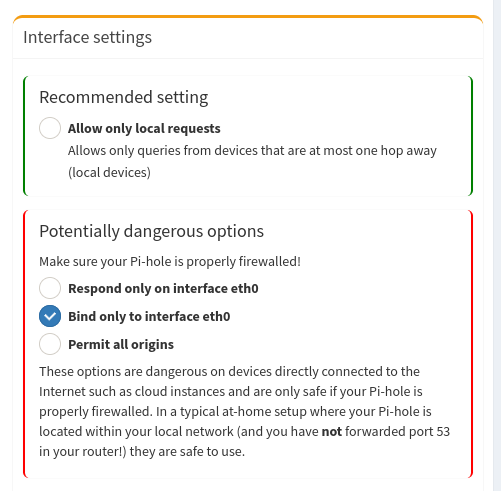 Interface settings
Recommended setting
Allow only local requests
Allows only queries from devices that are at most one hop away
(local devices)
Potentially dangerous options
Make sure your Pi-hole is properly firewalled!
Respond only on interface eth0
Bind only to interface eth0
Permit all origins
These options are dangerous on devices directly connected to the
Internet such as cloud instances and are only safe if your Pi-hole is
properly firewalled. In a typical at-home setup where your Pi-hole is
located within your local network (and you have not forwarded port 53
in your router!) they are safe to use.